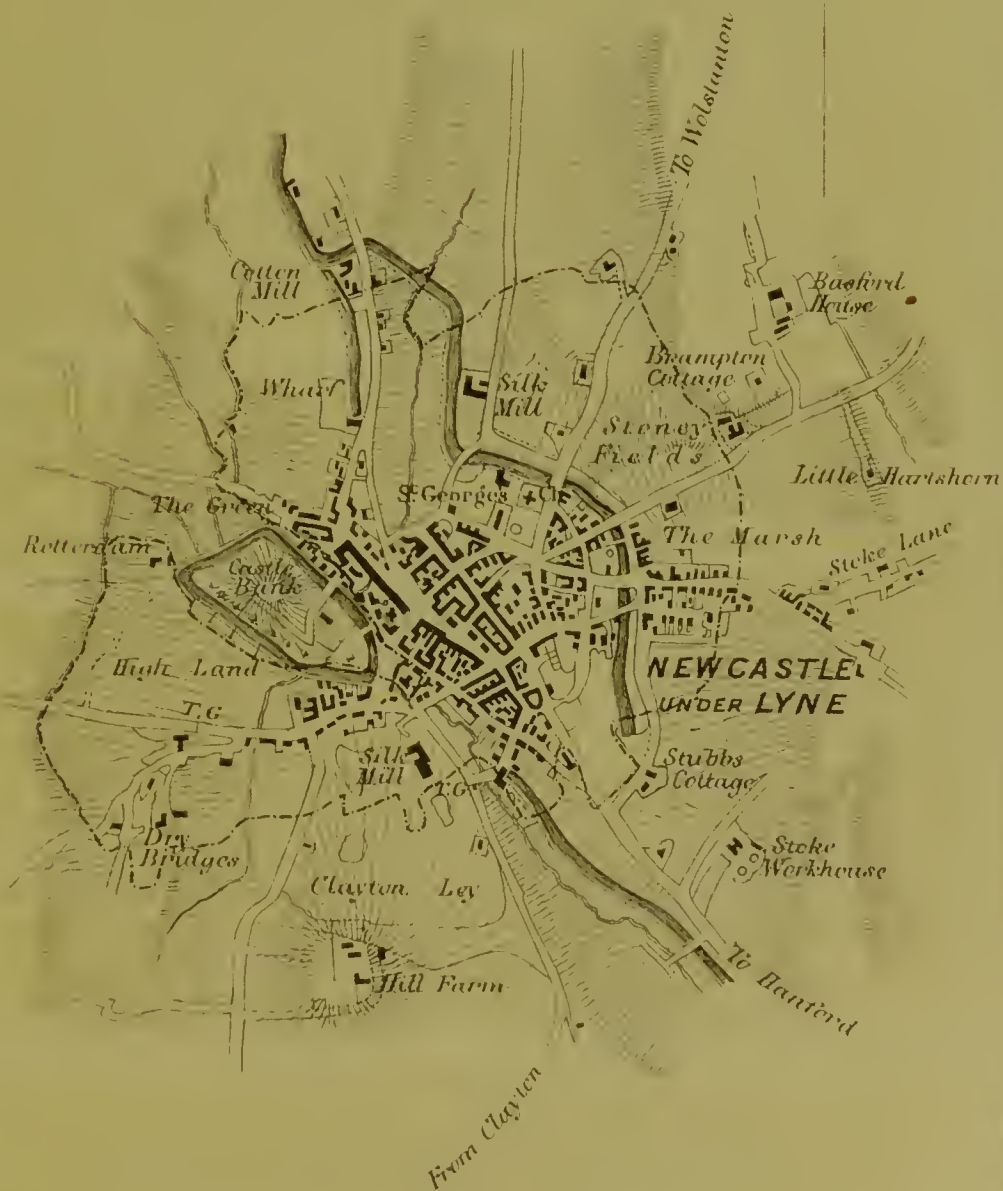 To Wolstanton
Cotton
Mill
Basford
House
Wharf
Brampton
Cottage
Silk
Mill
Stoney
Fields
Little Hartshorn
St Georges Ch
The Green
The Marsh
Stoke Lane
Rotterdam
Castle
Bank
High Land
NEWCASTLE
UNDER LYNE
T.G
Silk
Mill
T.G
Stubbs
Cottage
Dry
Bridges
Stoke
Workhouse
Clayton Ley
Hill Farm
To Hanford
From Clayton